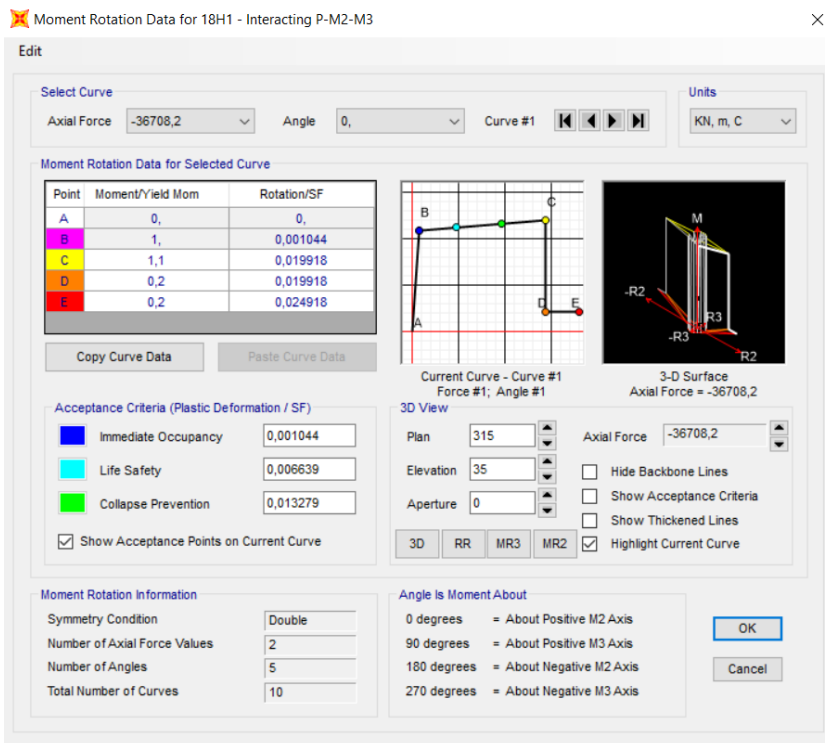 Moment Rotation Data for 18H1 - Interacting P-M2-M3
Edit
Select Curve
Axial Force -36708,2 Angle 0, Curve #1
Units
KN, m, C
Moment Rotation Data for Selected Curve
Point Moment/Yield Mom Rotation/SF
A 0, 0,
B 1, 0,001044
C 1,1 0,019918
D 0,2 0,019918
E 0,2 0,024918
Copy Curve Data Paste Curve Data
A B C D E
Current Curve - Curve #1
Force #1; Angle #1
M
-R2
R3
-R3
R2
3-D Surface
Axial Force = -36708,2
Acceptance Criteria (Plastic Deformation / SF)
Immediate Occupancy 0,001044
Life Safety 0,006639
Collapse Prevention 0,013279
Show Acceptance Points on Current Curve
3D View
Plan 315
Elevation 35
Aperture 0
3D RR MR3 MR2
Axial Force -36708,2
Hide Backbone Lines
Show Acceptance Criteria
Show Thickened Lines
Highlight Current Curve
Moment Rotation Information
Symmetry Condition Double
Number of Axial Force Values 2
Number of Angles 5
Total Number of Curves 10
Angle Is Moment About
0 degrees = About Positive M2 Axis
90 degrees = About Positive M3 Axis
180 degrees = About Negative M2 Axis
270 degrees = About Negative M3 Axis
OK
Cancel